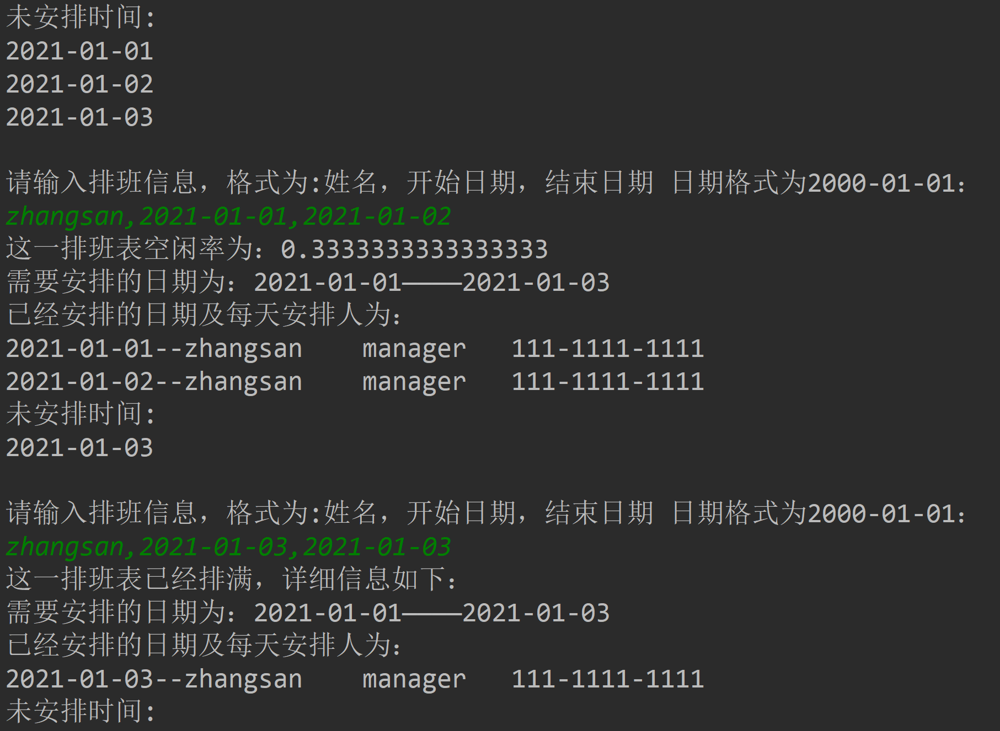 未安排时间:
2021-01-01
2021-01-02
2021-01-03
请输入排班信息，格式为:姓名，开始日期，结束日期 日期格式为2000-01-01：
zhangsan,2021-01-01,2021-01-02
这一排班表空闲率为：0.3333333333333333
需要安排的日期为：2021-01-01————2021-01-03
已经安排的日期及每天安排人为：
2021-01-01--zhangsan    manager   111-1111-1111
2021-01-02--zhangsan    manager   111-1111-1111
未安排时间:
2021-01-03
请输入排班信息，格式为:姓名，开始日期，结束日期 日期格式为2000-01-01：
zhangsan,2021-01-03,2021-01-03
这一排班表已经排满，详细信息如下：
需要安排的日期为：2021-01-01————2021-01-03
已经安排的日期及每天安排人为：
2021-01-03--zhangsan    manager   111-1111-1111
未安排时间: